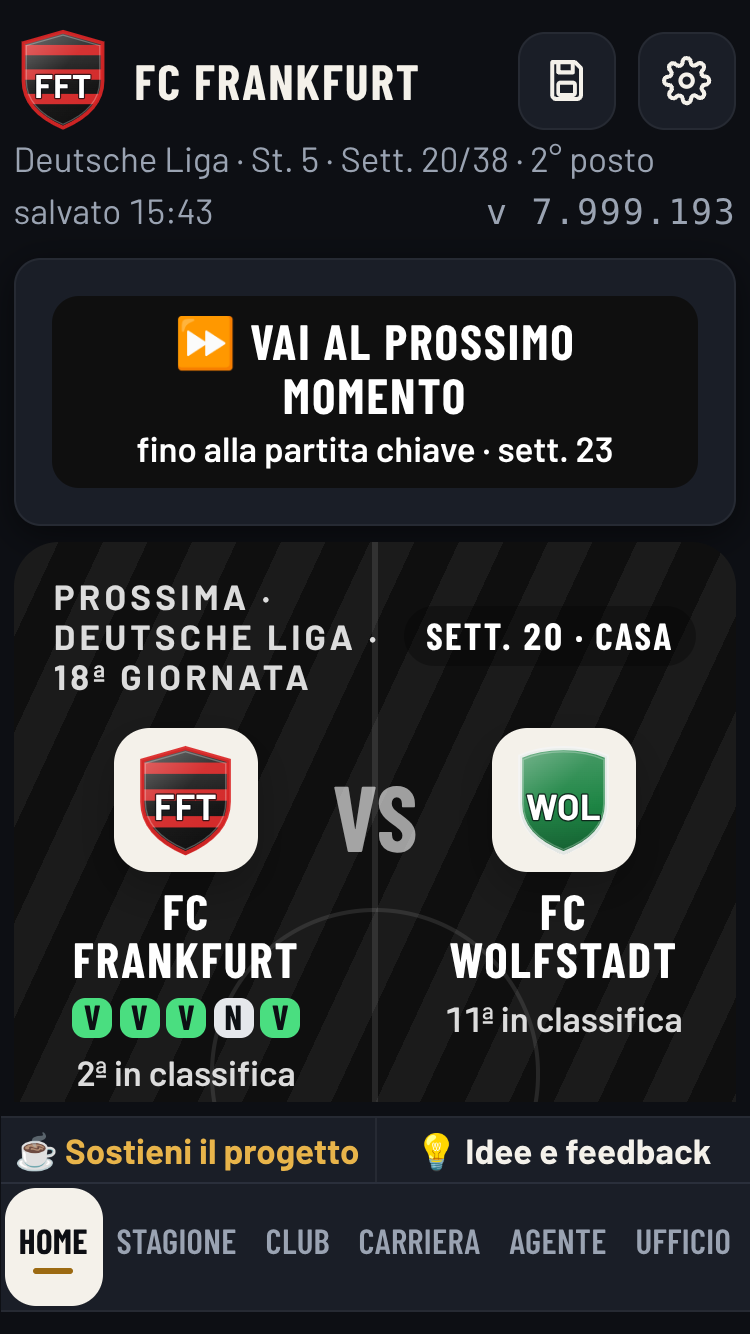 FFT FC FRANKFURT
Deutsche Liga · St. 5 · Sett. 20/38 · 2° posto
salvato 15:43 v 7.999.193
⏩ VAI AL PROSSIMO
MOMENTO
fino alla partita chiave · sett. 23
PROSSIMA ·
DEUTSCHE LIGA ·
18ª GIORNATA
SETT. 20 · CASA
FFT
VS
WOL
FC
FRANKFURT
V V V N V
2ª in classifica
FC
WOLFSTADT
11ª in classifica
☕ Sostieni il progetto
💡 Idee e feedback
HOME STAGIONE CLUB CARRIERA AGENTE UFFICIO